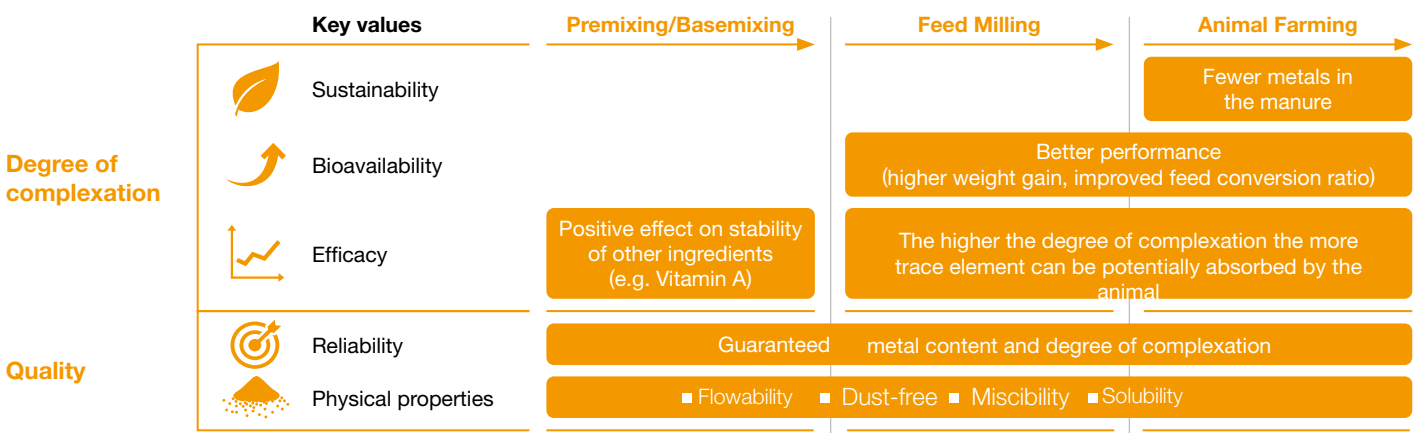 Key values
Premixing/Basemixing
Feed Milling
Animal Farming
Degree of
complexation
Sustainability
Fewer metals in
the manure
Bioavailability
Better performance
(higher weight gain, improved feed conversion ratio)
Efficacy
Positive effect on stability
of other ingredients
(e.g. Vitamin A)
The higher the degree of complexation the more
trace element can be potentially absorbed by the
animal
Quality
Reliability
Guaranteed metal content and degree of complexation
Physical properties
■ Flowability ■ Dust-free ■ Miscibility ■ Solubility